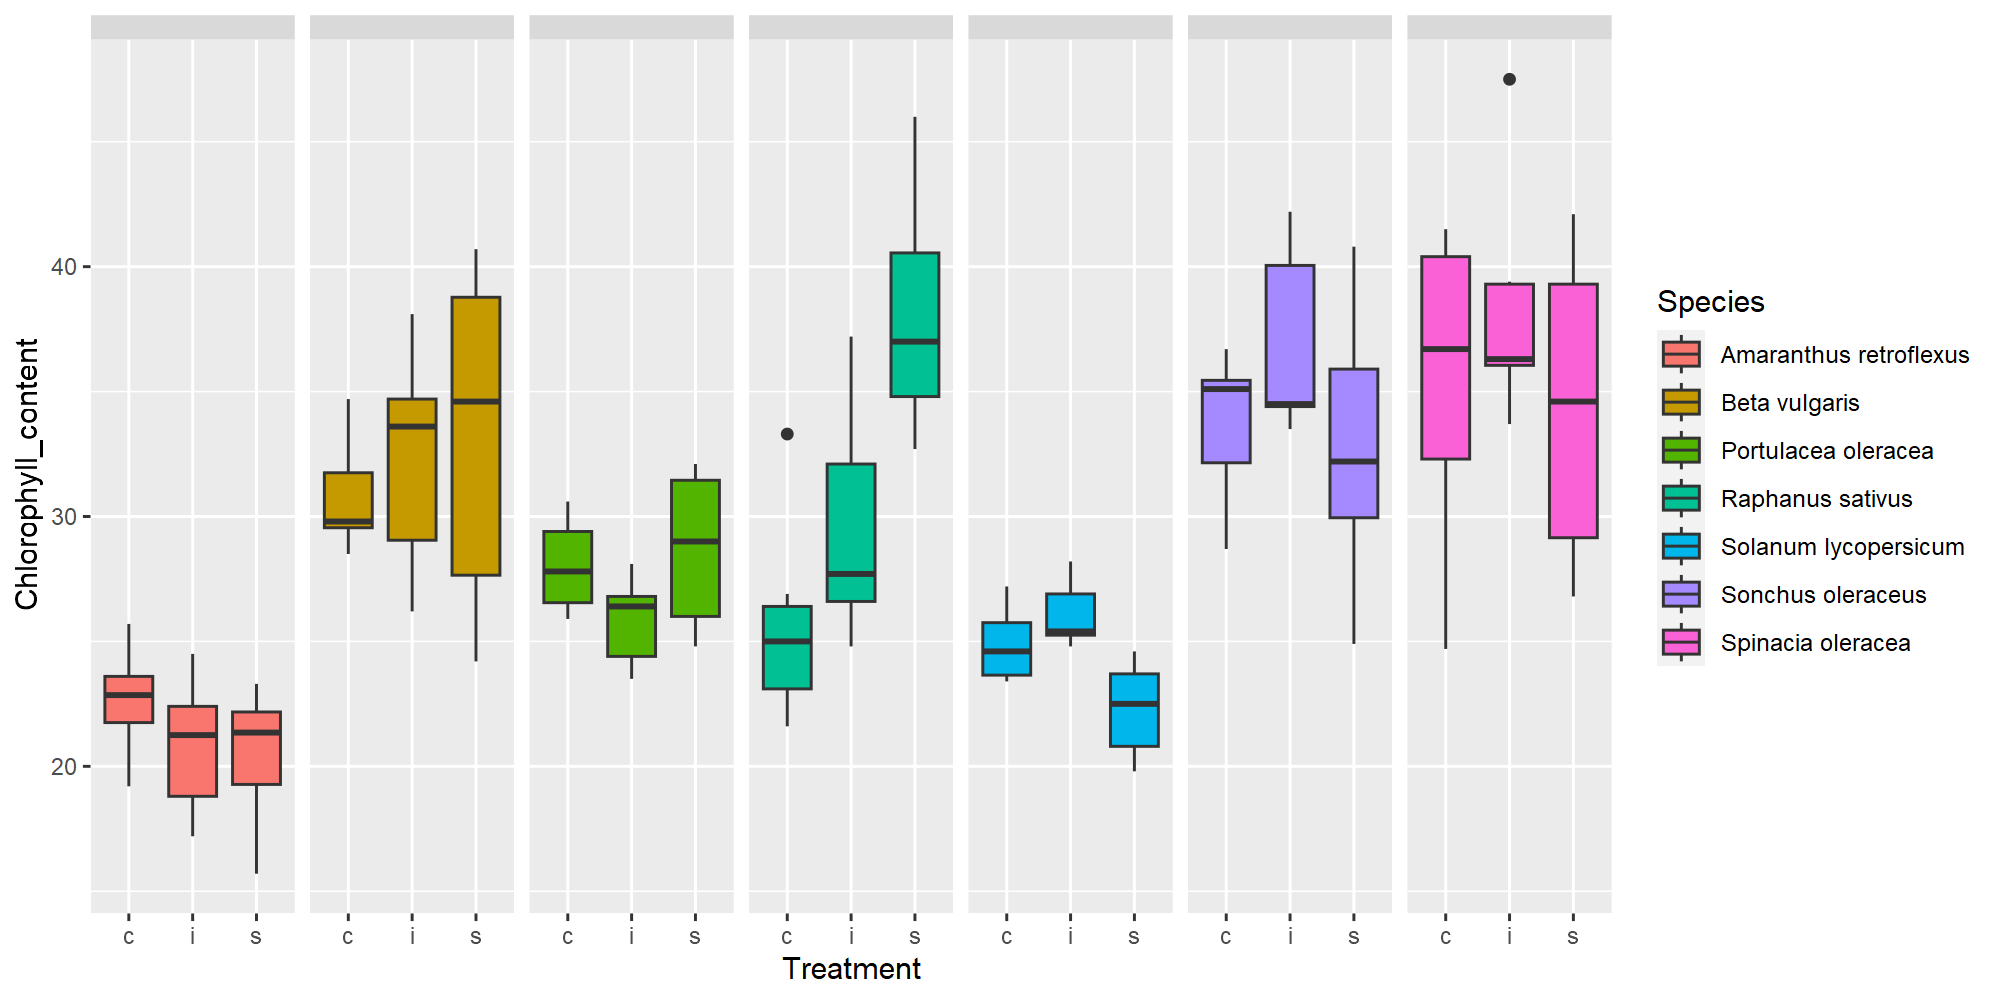 Chlorophyll_content
40
30
20
c i s c i s c i s c i s c i s c i s c i s
Treatment
Species
Amaranthus retroflexus
Beta vulgaris
Portulacea oleracea
Raphanus sativus
Solanum lycopersicum
Sonchus oleraceus
Spinacia oleracea